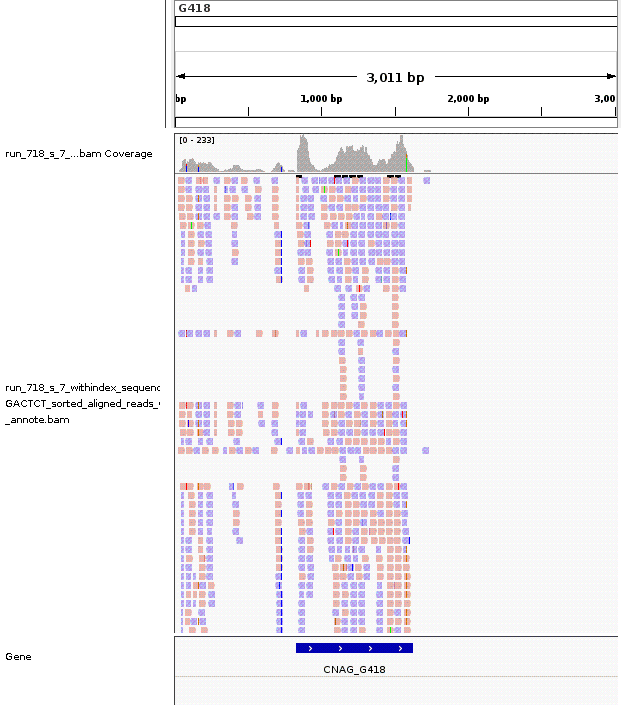 G418
3,011 bp
bp
1,000 bp
2,000 bp
3,00
[0 - 233]
run_718_s_7_...bam Coverage
run_718_s_7_withindex_sequenc
GACTCT_sorted_aligned_reads_
_annote.bam
Gene
CNAG_G418